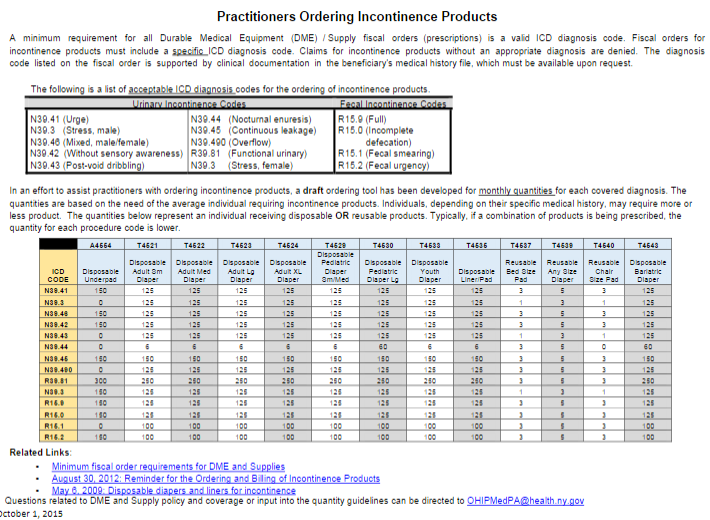 Practitioners Ordering Incontinence Products
A minimum requirement for all Durable Medical Equipment (DME) / Supply fiscal orders (prescriptions) is a valid ICD diagnosis code. Fiscal orders for
incontinence products must include a specific ICD diagnosis code. Claims for incontinence products without an appropriate diagnosis are denied. The diagnosis
code listed on the fiscal order is supported by clinical documentation in the beneficiary's medical history file, which must be available upon request.
The following is a list of acceptable ICD diagnosis codes for the ordering of incontinence products.
Urinary Incontinence Codes Fecal Incontinence Codes
N39.41 (Urge) N39.44 (Nocturnal enuresis) R15.9 (Full)
N39.3 (Stress, male) N39.45 (Continuous leakage) R15.0 (Incomplete
N39.46 (Mixed, male/female) N39.490 (Overflow) defecation)
N39.42 (Without sensory awareness) R39.81 (Functional urinary) R15.1 (Fecal smearing)
N39.43 (Post-void dribbling) N39.3 (Stress, female) R15.2 (Fecal urgency)
In an effort to assist practitioners with ordering incontinence products, a draft ordering tool has been developed for monthly quantities for each covered diagnosis. The
quantities are based on the need of the average individual requiring incontinence products. Individuals, depending on their specific medical history, may require more or
less product. The quantities below represent an individual receiving disposable OR reusable products. Typically, if a combination of products is being prescribed, the
quantity for each procedure code is lower.
A4554 T4521 T4522 T4523 T4524 T4529 T4530 T4533 T4535 T4537 T4539 T4540 T4543
ICD CODE Disposable Underpad Disposable Adult Sm Diaper Disposable Adult Med Diaper Disposable Adult Lg Diaper Disposable Adult XL Diaper Disposable Pediatric Diaper Sm/Med Disposable Pediatric Diaper Lg Disposable Youth Diaper Disposable Liner/Pad Reusable Bed Size Pad Reusable Any Size Diaper Reusable Chair Size Pad Disposable Bariatric Diaper
N39.41 150 125 125 125 125 125 125 125 125 3 5 3 125
N39.3 0 125 125 125 125 125 125 125 125 1 3 1 125
N39.46 150 125 125 125 125 125 125 125 125 3 5 3 125
N39.42 150 125 125 125 125 125 125 125 125 3 5 3 125
N39.43 0 125 125 125 125 125 125 125 125 1 3 1 125
N39.44 0 6 6 6 6 6 60 6 6 3 5 0 60
N39.45 150 150 150 150 150 150 150 150 150 3 5 3 150
N39.490 0 125 125 125 125 125 125 125 125 3 5 3 125
R39.81 300 250 250 250 250 250 250 250 250 3 5 3 250
N39.3 150 125 125 125 125 125 125 125 125 1 3 1 125
R15.9 150 125 125 125 125 125 125 125 125 3 5 3 125
R15.0 150 125 125 125 125 125 125 125 125 3 5 3 125
R15.1 0 100 100 100 100 100 100 100 100 3 5 3 100
R15.2 150 100 100 100 100 100 100 100 100 3 5 3 100
Related Links:
• Minimum fiscal order requirements for DME and Supplies
• August 30, 2012: Reminder for the Ordering and Billing of Incontinence Products
• May 6, 2009: Disposable diapers and liners for incontinence
Questions related to DME and Supply policy and coverage or input into the quantity guidelines can be directed to OHIPMedPA@health.ny.gov
October 1, 2015